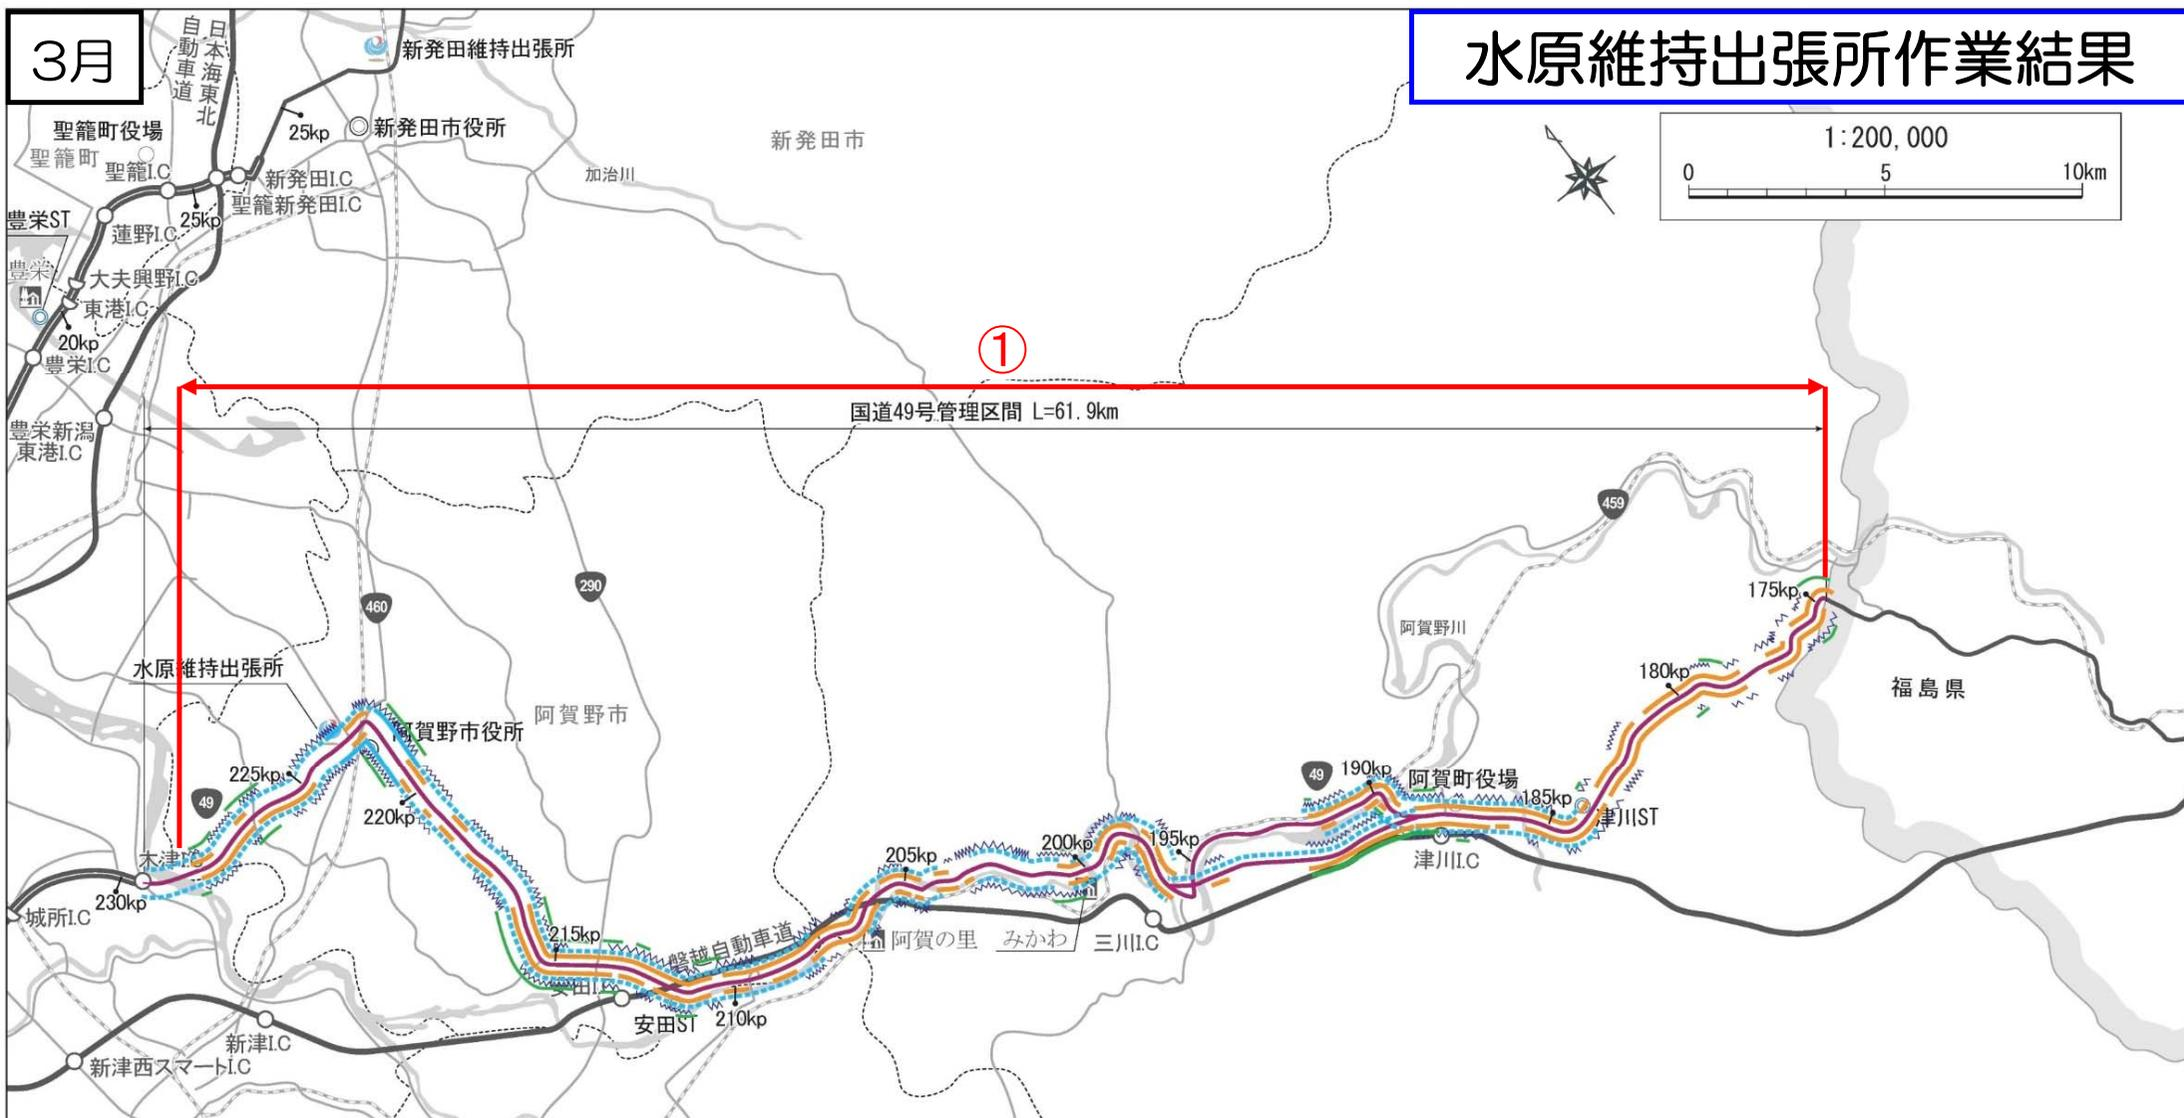 3月
水原維持出張所作業結果
日本海東北
自動車道
新発田維持出張所
25kp
新発田市役所
新発田市
聖籠町役場
聖籠町
聖籠I.C
新発田I.C
聖籠新発田I.C
25kp
加治川
1:200,000
0
5
10km
豊栄ST
蓮野I.C
豊栄
大夫興野I.C
東港I.C
20kp
豊栄I.C
①
国道49号管理区間 L=61.9km
豊栄新潟
東港I.C
459
290
460
175kp
阿賀野川
水原維持出張所
180kp
福島県
阿賀野市
阿賀野市役所
225kp
49
49
190kp
阿賀町役場
185kp
220kp
津川ST
200kp
195kp
205kp
木津I.C
津川I.C
230kp
城所I.C
215kp
磐越自動車道
阿賀の里
みかわ
三川I.C
安田I.C
安田ST
210kp
新津I.C
新津西スマートI.C